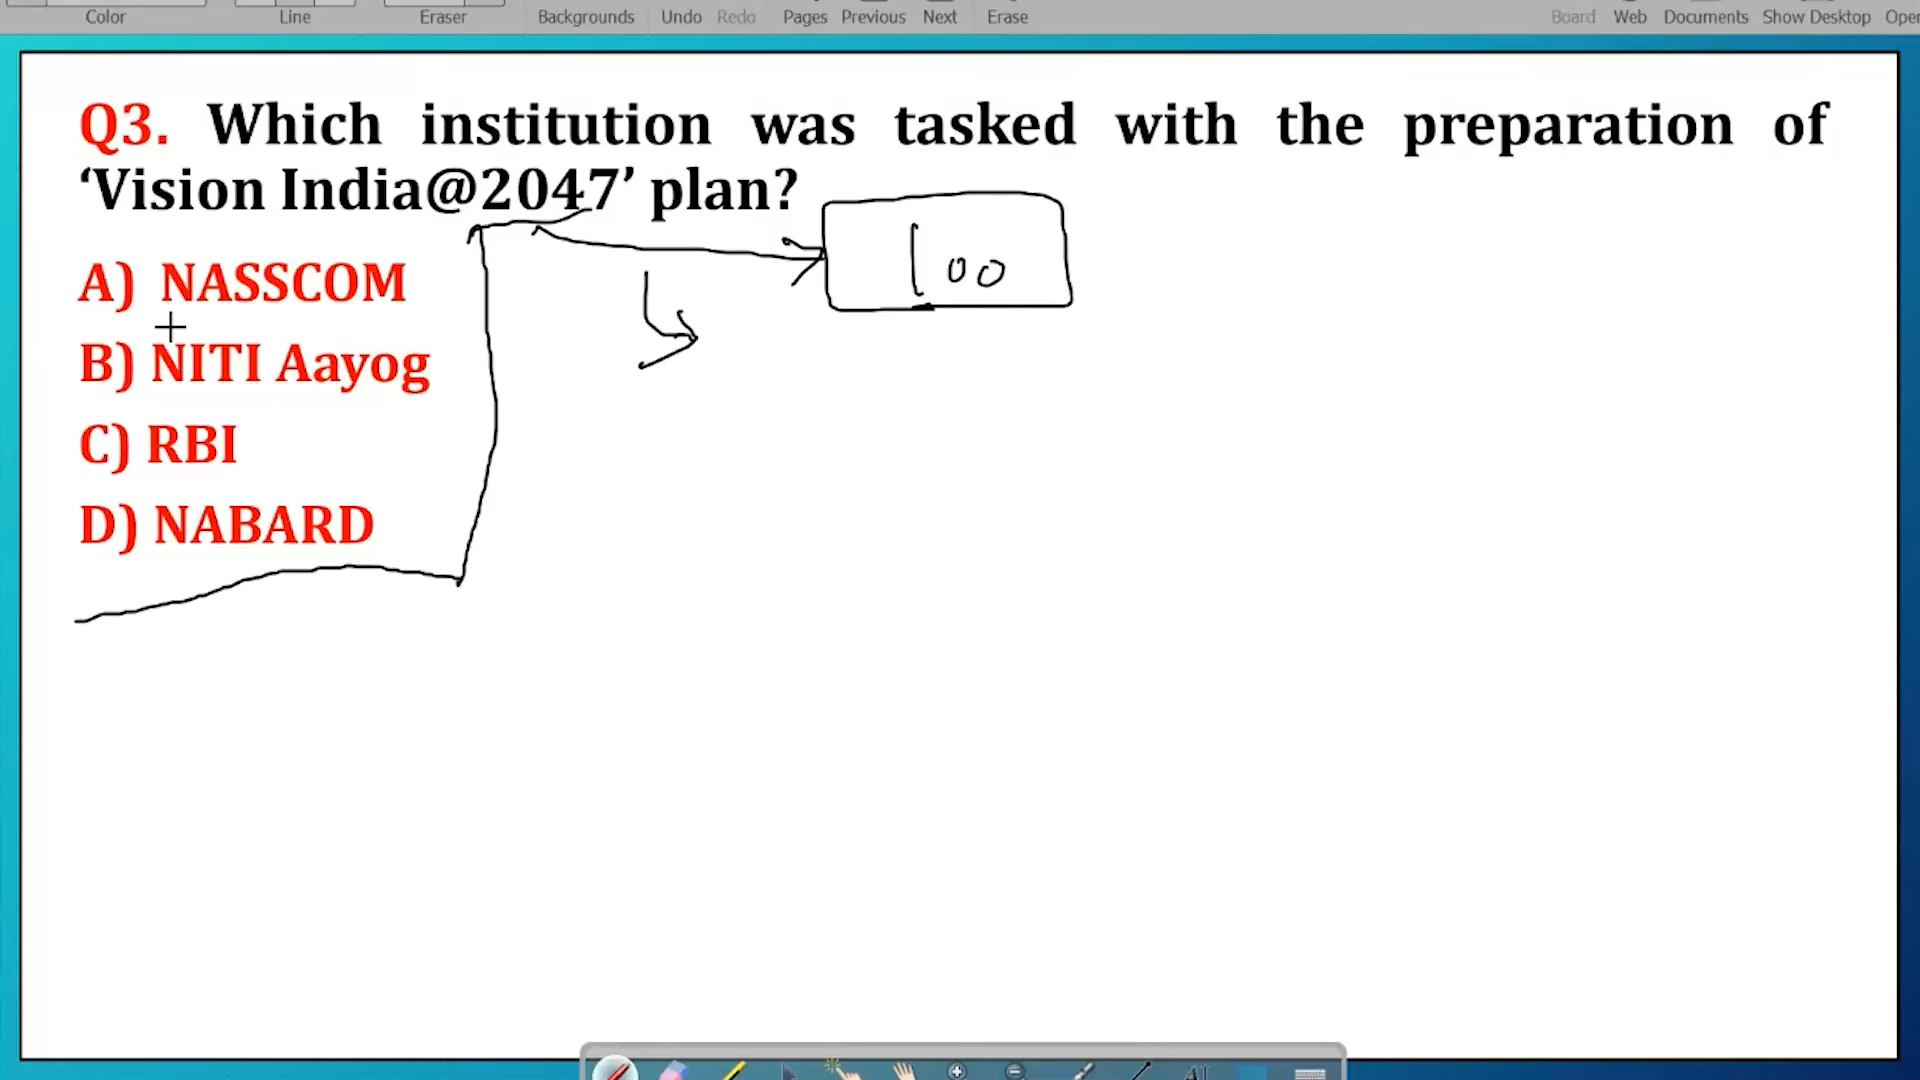 Color Line Eraser Backgrounds Undo Redo Pages Previous Next Erase Board Web Documents Show Desktop Oper
Q3. Which institution was tasked with the preparation of
‘Vision India@2047’ plan?
100
A) NASSCOM
B) NITI Aayog
C) RBI
D) NABARD